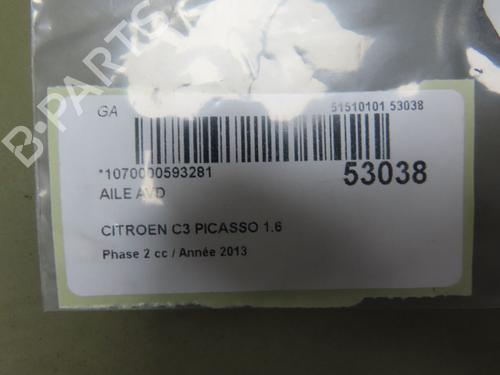 B-PARTS
GA 51510101 53038
*1070000593281 53038
AILE AVD
CITROEN C3 PICASSO 1.6
Phase 2 cc / Année 2013